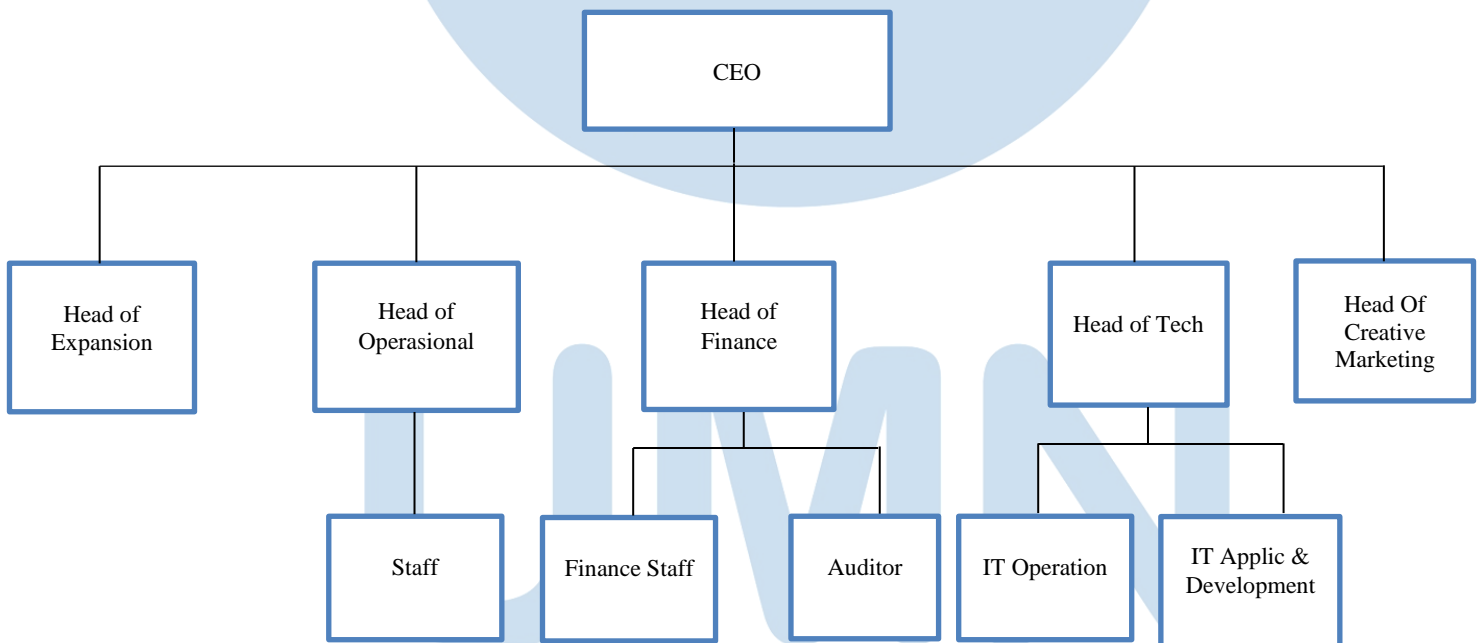 CEO
Head of
Expansion
Head of
Operasional
Head of
Finance
Head of Tech
Head Of
Creative
Marketing
Staff
Finance Staff
Auditor
IT Operation
IT Applic &
Development
UMN